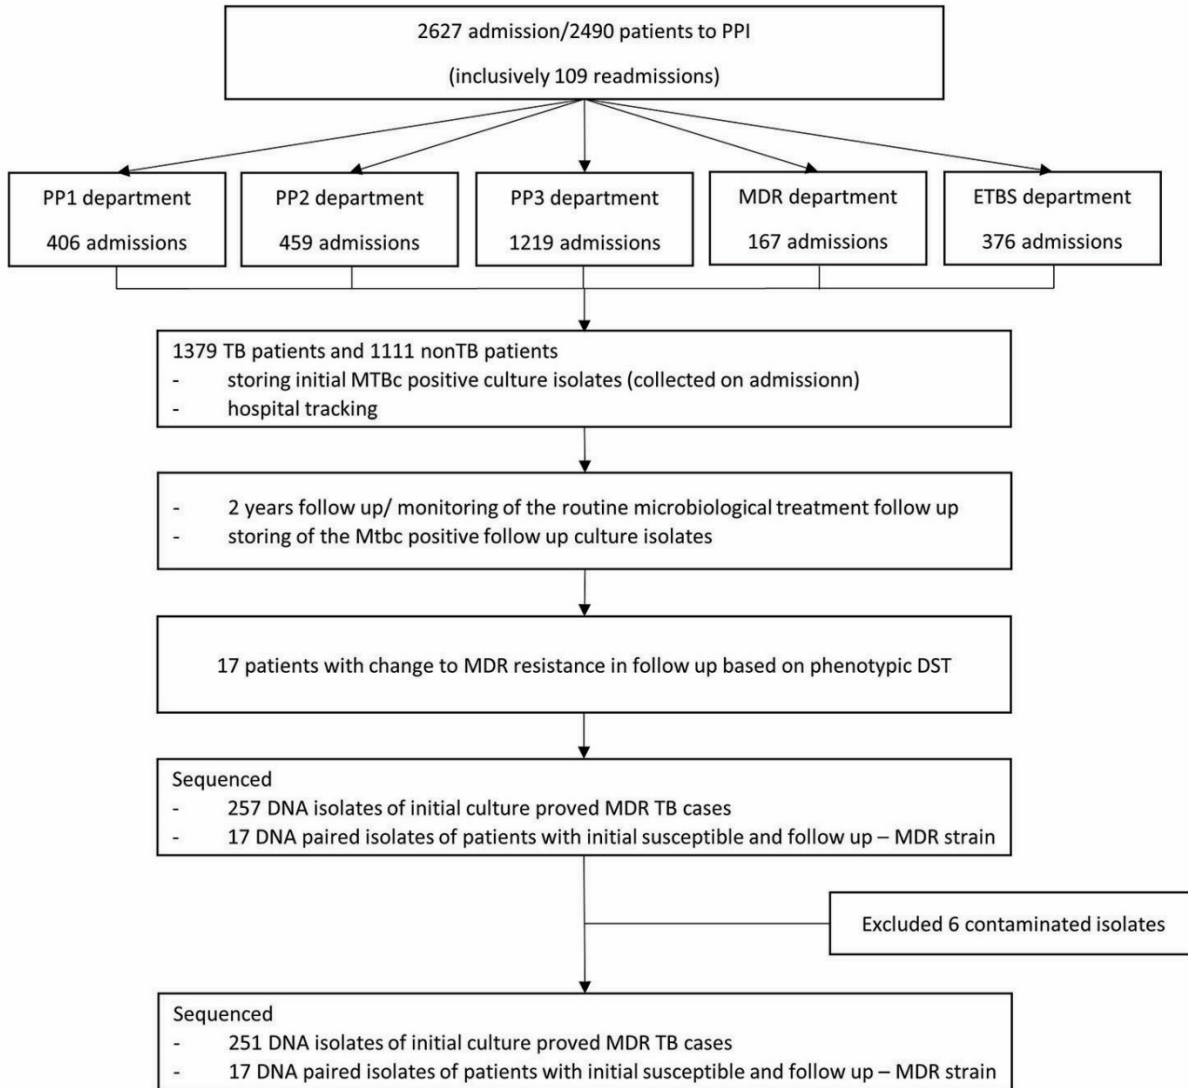 2627 admission/2490 patients to PPI
(inclusively 109 readmissions)
PP1 department
406 admissions
PP2 department
459 admissions
PP3 department
1219 admissions
MDR department
167 admissions
ETBS department
376 admissions
1379 TB patients and 1111 nonTB patients
- storing initial MTBc positive culture isolates (collected on admissionn)
- hospital tracking
- 2 years follow up/ monitoring of the routine microbiological treatment follow up
- storing of the Mtbc positive follow up culture isolates
17 patients with change to MDR resistance in follow up based on phenotypic DST
Sequenced
- 257 DNA isolates of initial culture proved MDR TB cases
- 17 DNA paired isolates of patients with initial susceptible and follow up – MDR strain
Excluded 6 contaminated isolates
Sequenced
- 251 DNA isolates of initial culture proved MDR TB cases
- 17 DNA paired isolates of patients with initial susceptible and follow up – MDR strain